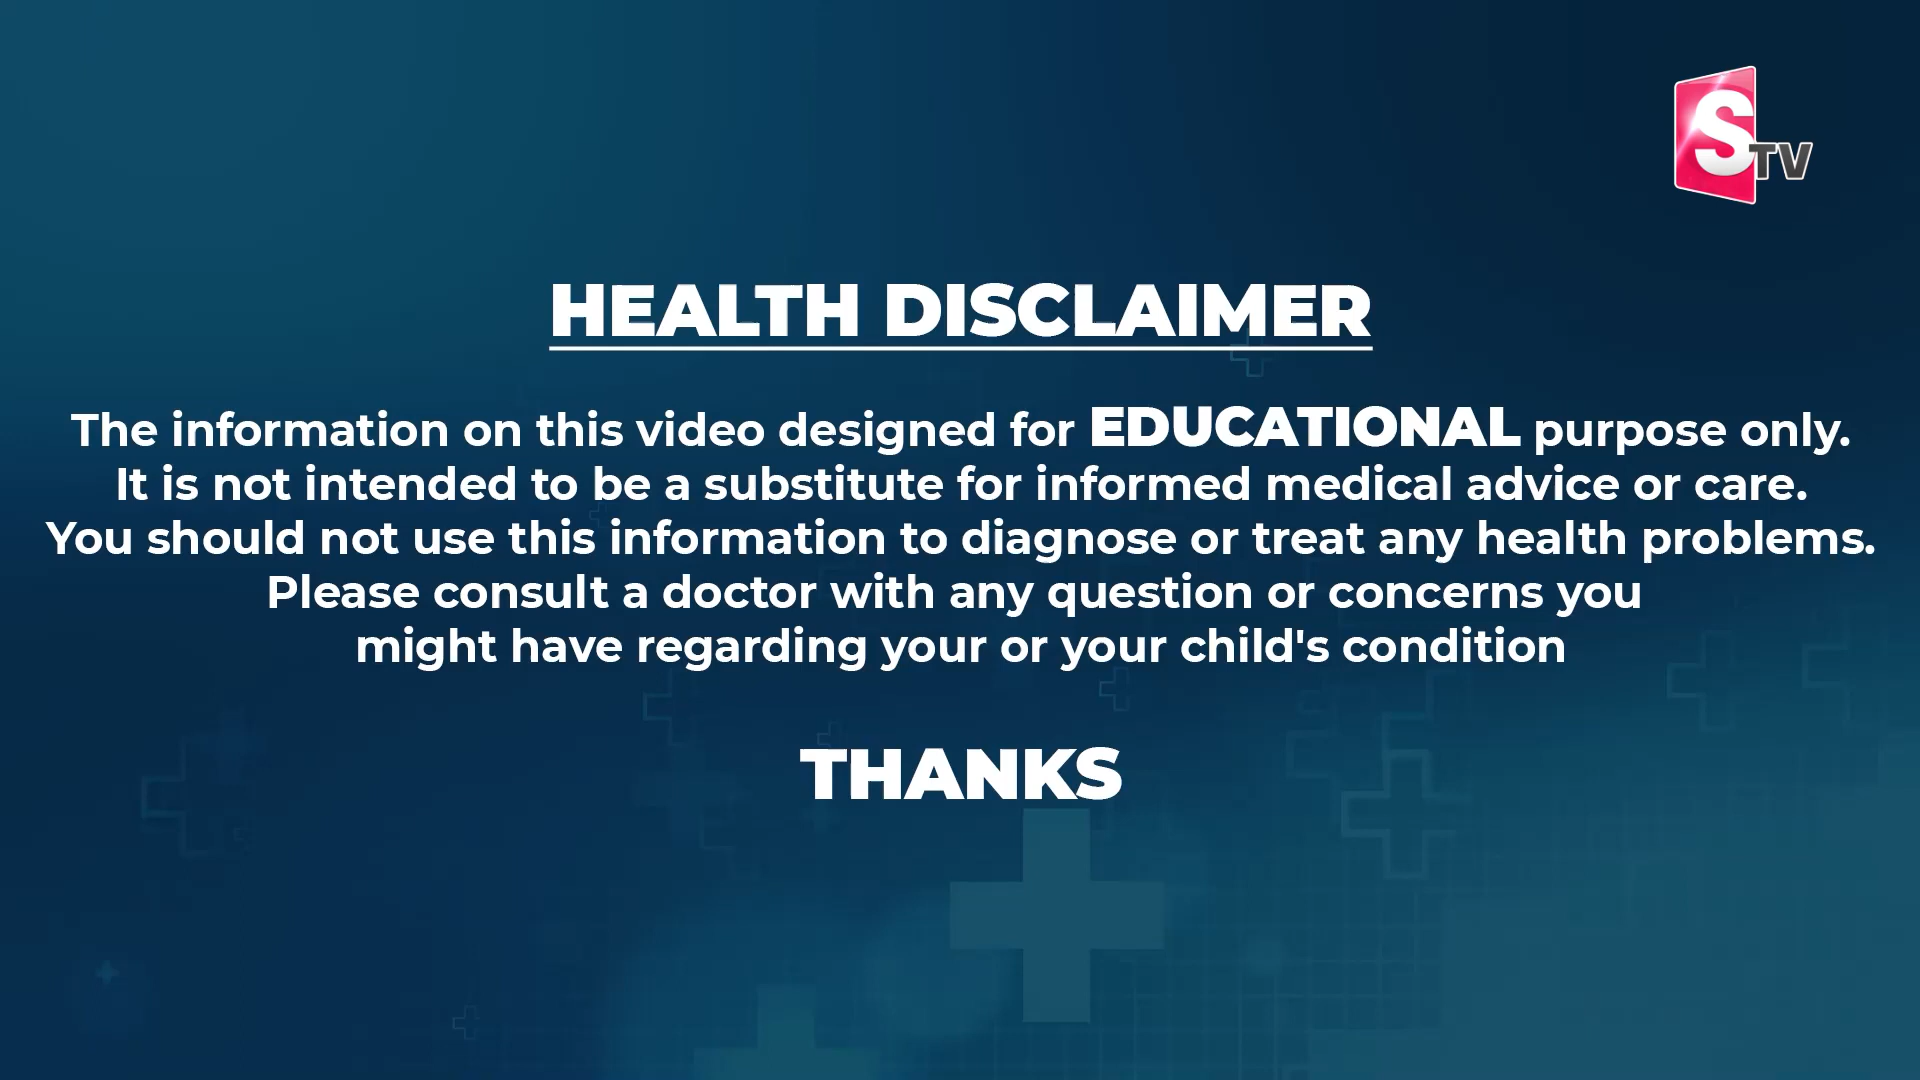 STV
HEALTH DISCLAIMER
The information on this video designed for EDUCATIONAL purpose only.
It is not intended to be a substitute for informed medical advice or care.
You should not use this information to diagnose or treat any health problems.
Please consult a doctor with any question or concerns you
might have regarding your or your child's condition
THANKS